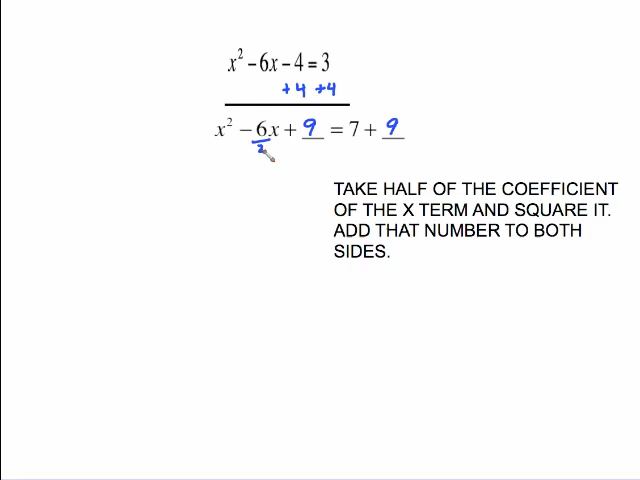 x² − 6x − 4 = 3
+4 +4
x² − 6x + 9 = 7 + 9
2
TAKE HALF OF THE COEFFICIENT
OF THE X TERM AND SQUARE IT.
ADD THAT NUMBER TO BOTH
SIDES.